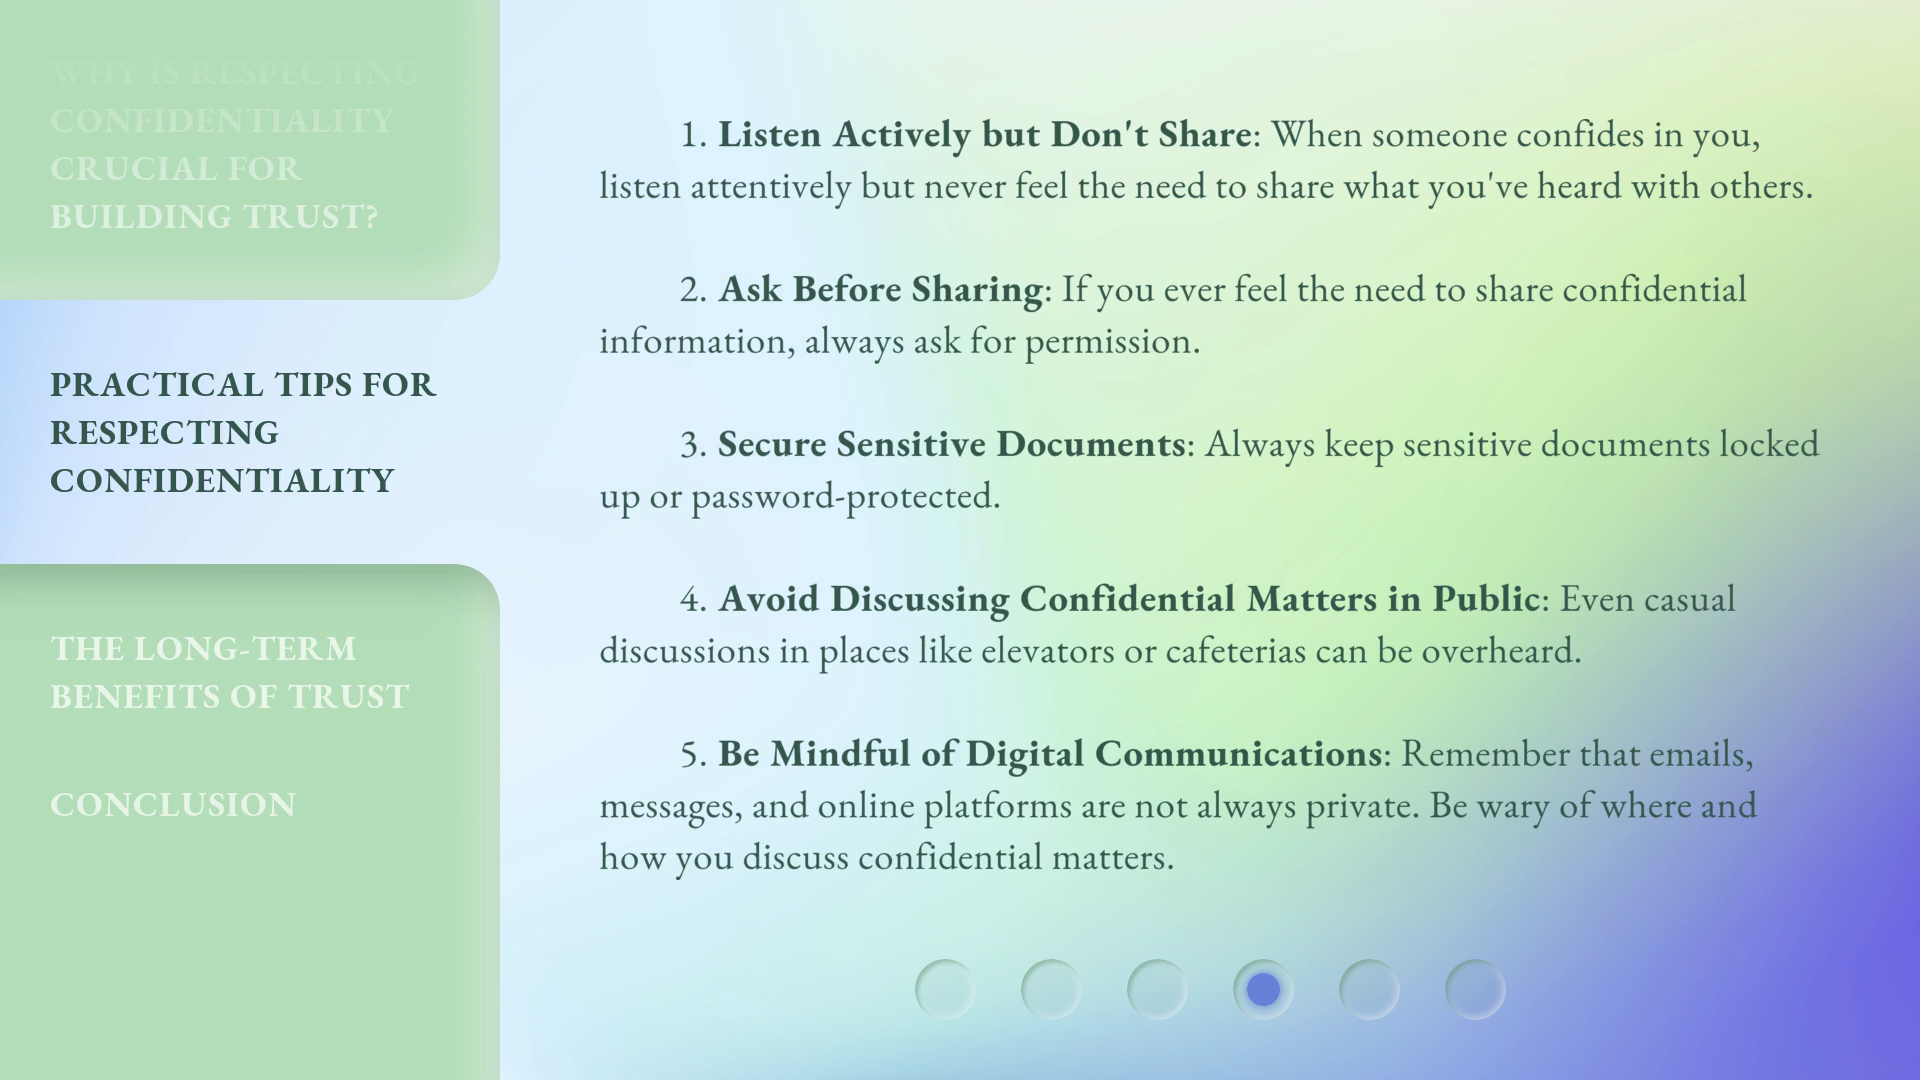 WHY IS RESPECTING
CONFIDENTIALITY
CRUCIAL FOR
BUILDING TRUST?
PRACTICAL TIPS FOR
RESPECTING
CONFIDENTIALITY
THE LONG-TERM
BENEFITS OF TRUST
CONCLUSION
1. Listen Actively but Don't Share: When someone confides in you,
listen attentively but never feel the need to share what you've heard with others.
2. Ask Before Sharing: If you ever feel the need to share confidential
information, always ask for permission.
3. Secure Sensitive Documents: Always keep sensitive documents locked
up or password-protected.
4. Avoid Discussing Confidential Matters in Public: Even casual
discussions in places like elevators or cafeterias can be overheard.
5. Be Mindful of Digital Communications: Remember that emails,
messages, and online platforms are not always private. Be wary of where and
how you discuss confidential matters.